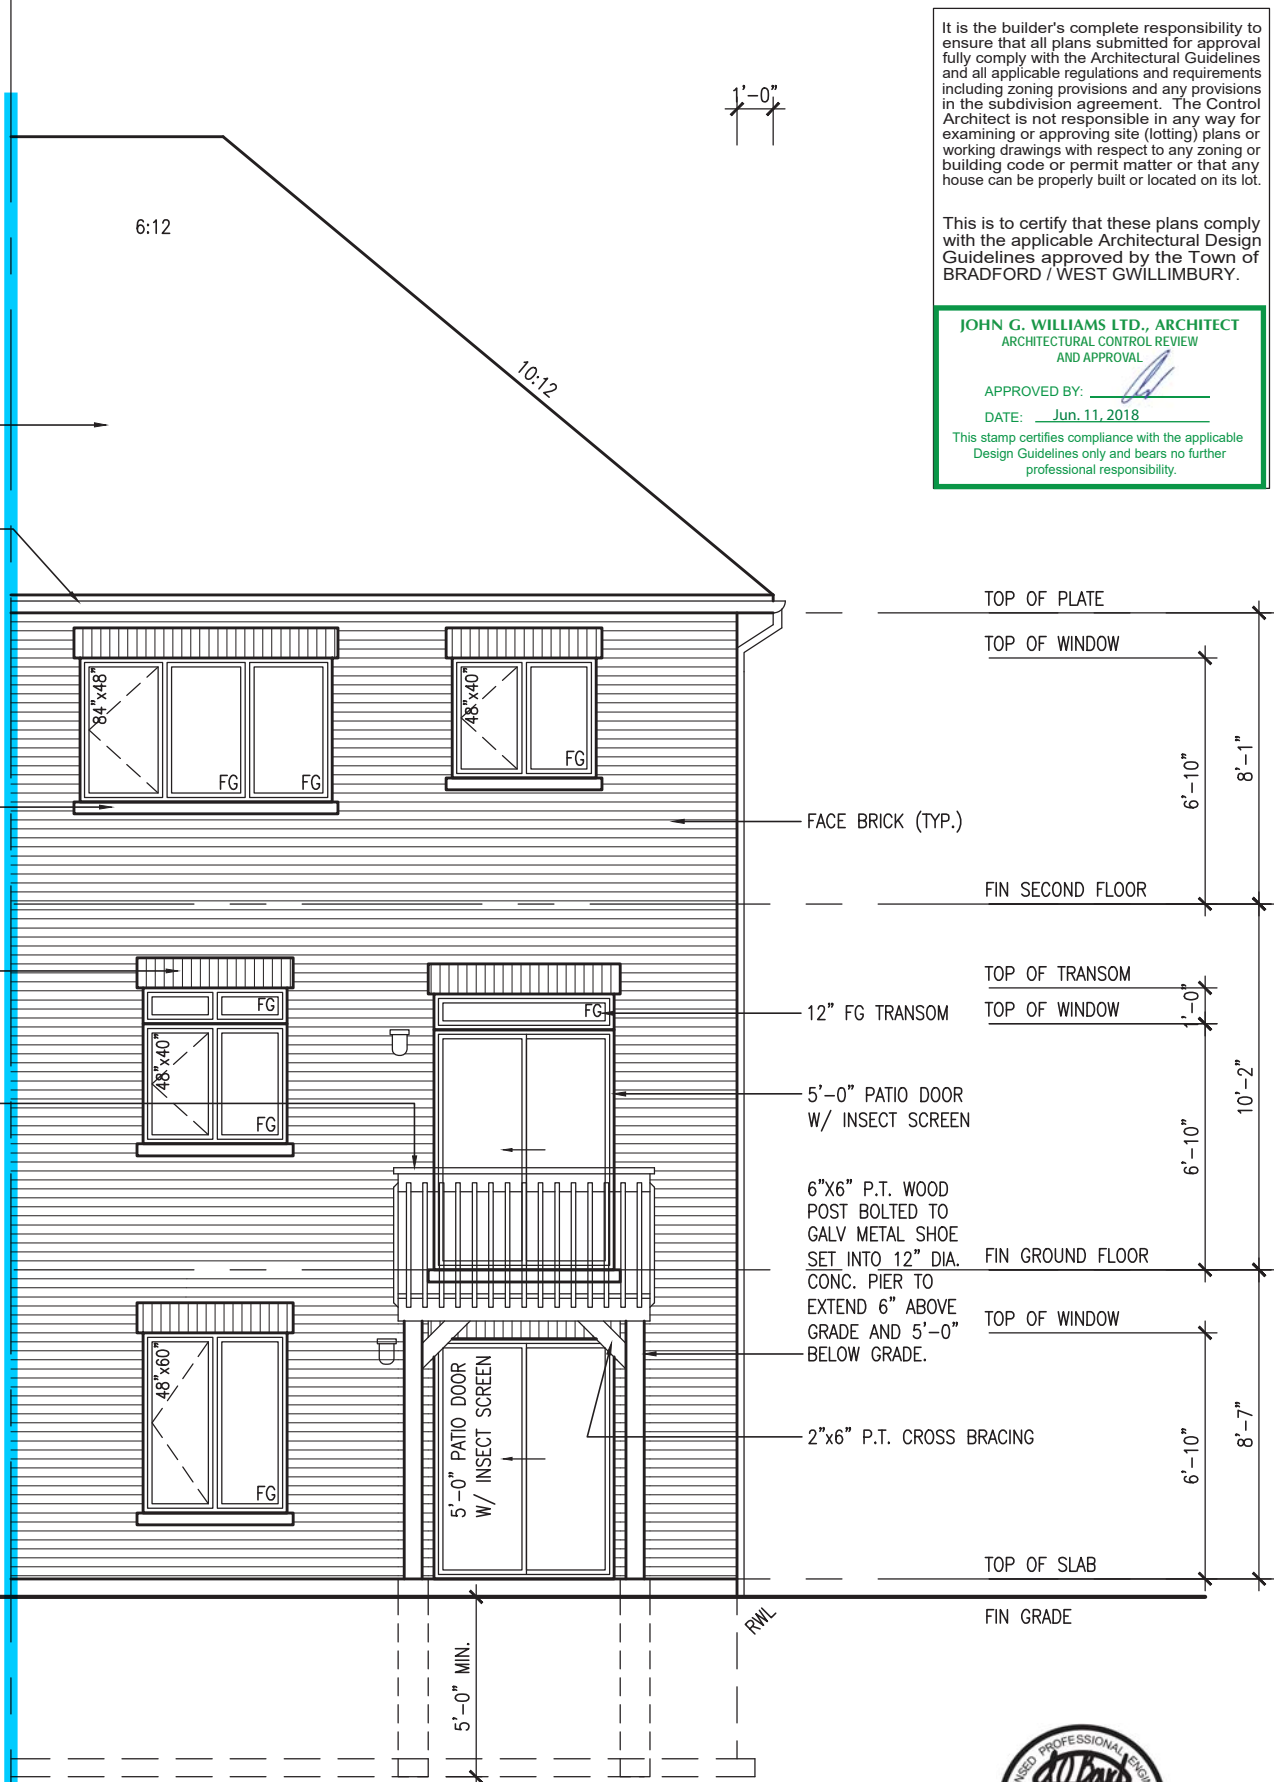 It is the builder's complete responsibility to
ensure that all plans submitted for approval
fully comply with the Architectural Guidelines
and all applicable regulations and requirements
including zoning provisions and any provisions
in the subdivision agreement. The Control
Architect is not responsible in any way for
examining or approving site (lotting) plans or
working drawings with respect to any zoning or
building code or permit matter or that any
house can be properly built or located on its lot.
This is to certify that these plans comply
with the applicable Architectural Design
Guidelines approved by the Town of
BRADFORD / WEST GWILLIMBURY.
JOHN G. WILLIAMS LTD., ARCHITECT
ARCHITECTURAL CONTROL REVIEW
AND APPROVAL
APPROVED BY:
DATE: Jun. 11, 2018
This stamp certifies compliance with the applicable
Design Guidelines only and bears no further
professional responsibility.
1'-0"
6:12
10:12
TOP OF PLATE
TOP OF WINDOW
84"x48"
FG
FG
48"x40"
FG
6'-10"
8'-1"
FACE BRICK (TYP.)
FIN SECOND FLOOR
TOP OF TRANSOM
TOP OF WINDOW
1'-0"
FG
48"x40"
FG
FG
12" FG TRANSOM
5'-0" PATIO DOOR
W/ INSECT SCREEN
6'-10"
10'-2"
6"X6" P.T. WOOD
POST BOLTED TO
GALV METAL SHOE
SET INTO 12" DIA.
CONC. PIER TO
EXTEND 6" ABOVE
GRADE AND 5'-0"
BELOW GRADE.
FIN GROUND FLOOR
TOP OF WINDOW
48"x60"
FG
5'-0" PATIO DOOR
W/ INSECT SCREEN
2"x6" P.T. CROSS BRACING
6'-10"
8'-7"
TOP OF SLAB
FIN GRADE
RWL
5'-0" MIN.
PROFESSIONAL